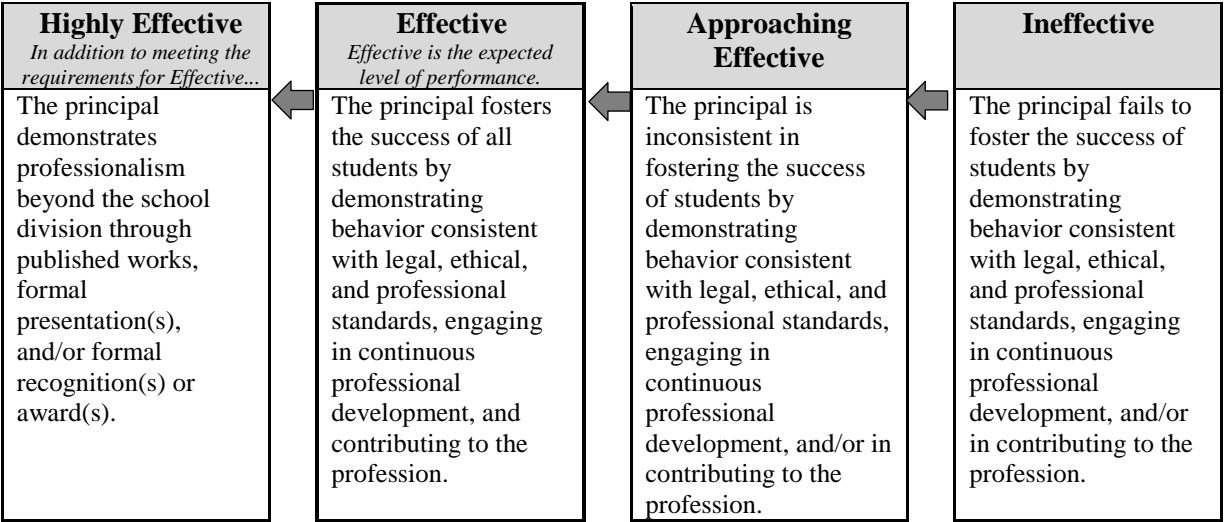 Highly Effective
In addition to meeting the
requirements for Effective...
The principal
demonstrates
professionalism
beyond the school
division through
published works,
formal
presentation(s),
and/or formal
recognition(s) or
award(s).
Effective
Effective is the expected
level of performance.
The principal fosters
the success of all
students by
demonstrating
behavior consistent
with legal, ethical,
and professional
standards, engaging
in continuous
professional
development, and
contributing to the
profession.
Approaching
Effective
The principal is
inconsistent in
fostering the success
of students by
demonstrating
behavior consistent
with legal, ethical, and
professional standards,
engaging in
continuous
professional
development, and/or in
contributing to the
profession.
Ineffective
The principal fails to
foster the success of
students by
demonstrating
behavior consistent
with legal, ethical,
and professional
standards, engaging
in continuous
professional
development, and/or
in contributing to the
profession.